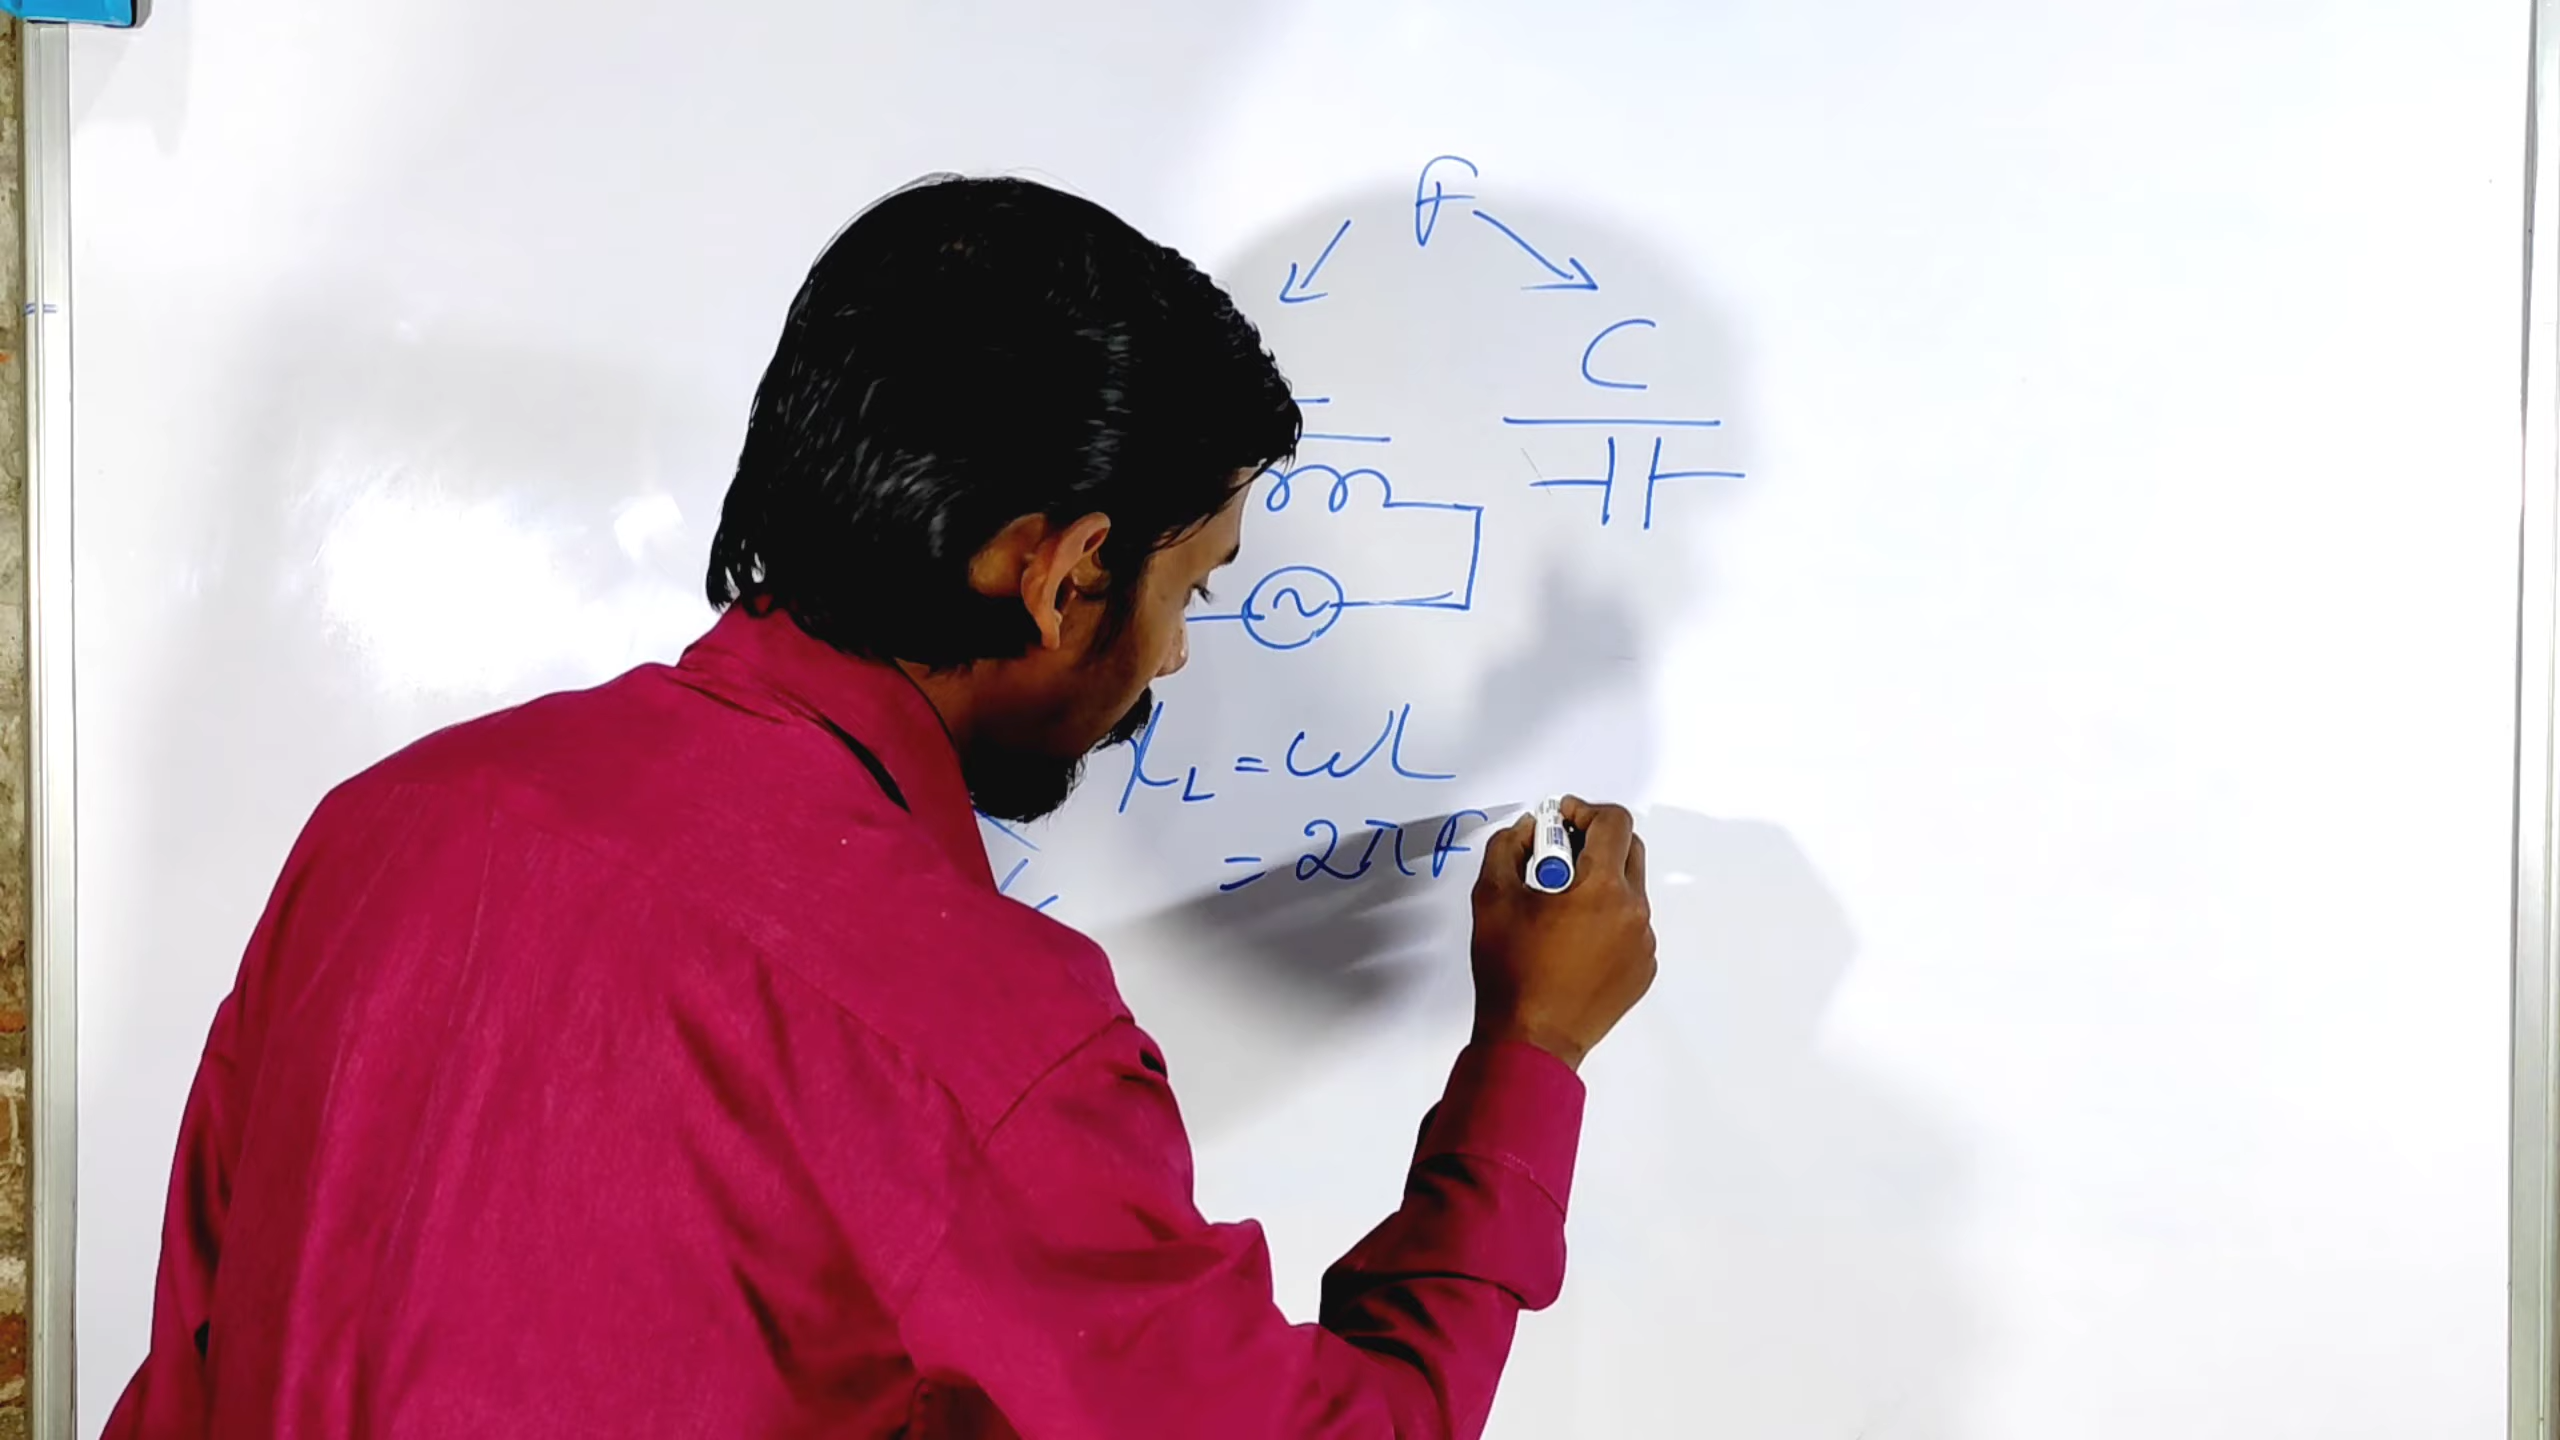 F
C
X_L = ωL
= 2πF